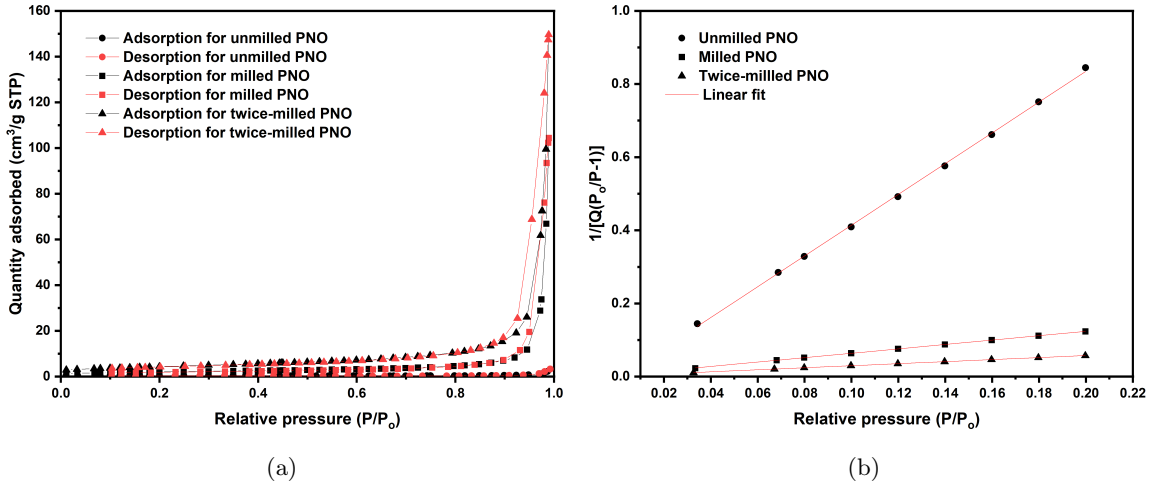 160
140
120
100
80
60
40
20
0
0.0
0.2
0.4
0.6
0.8
1.0
Quantity adsorbed (cm³/g STP)
Relative pressure (P/Pₒ)
Adsorption for unmilled PNO
Desorption for unmilled PNO
Adsorption for milled PNO
Desorption for milled PNO
Adsorption for twice-milled PNO
Desorption for twice-milled PNO
(a)
1.0
0.8
0.6
0.4
0.2
0.0
0.02
0.04
0.06
0.08
0.10
0.12
0.14
0.16
0.18
0.20
0.22
1/[Q(Pₒ/P-1)]
Relative pressure (P/Pₒ)
Unmilled PNO
Milled PNO
Twice-millled PNO
Linear fit
(b)